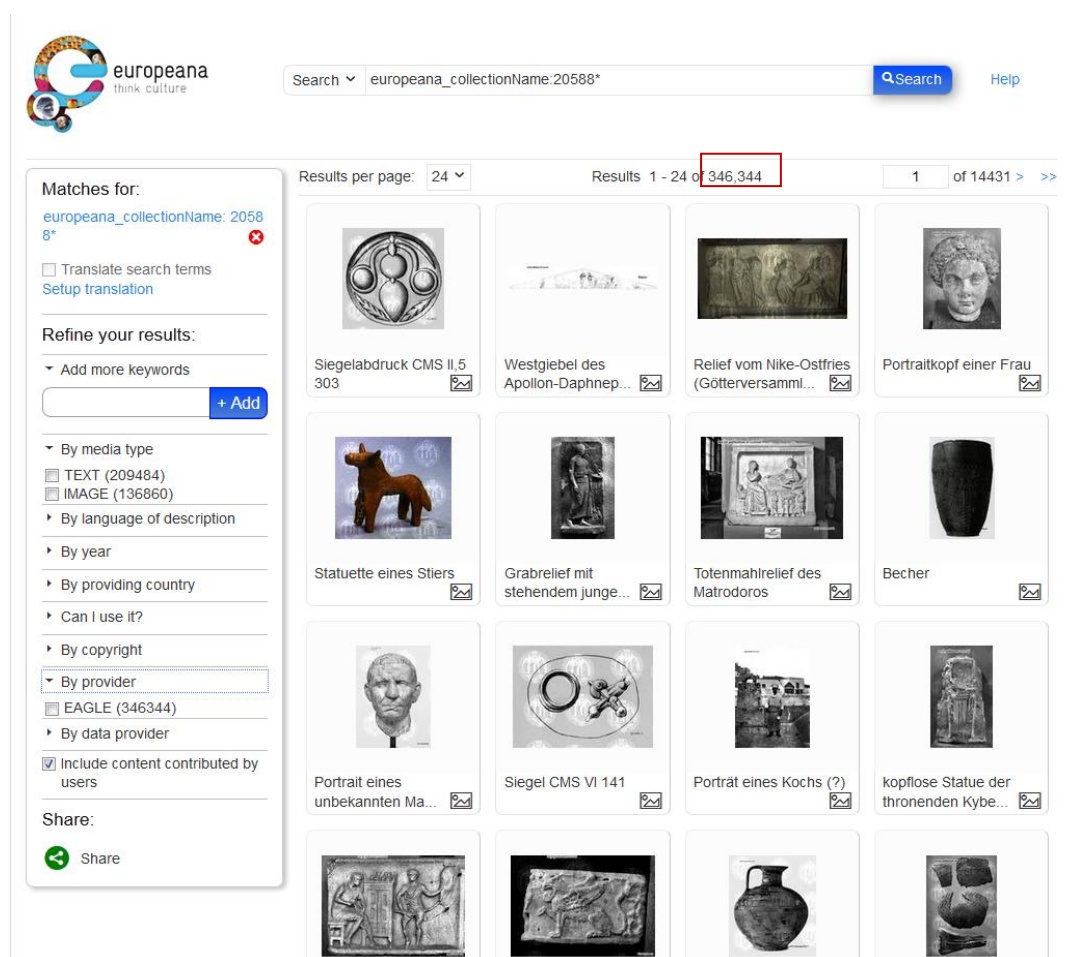 europeana
think culture
Search
europeana_collectionName:20588*
Search
Help
Matches for:
europeana_collectionName: 2058
8*
Translate search terms
Setup translation
Refine your results:
Add more keywords
+ Add
By media type
TEXT (209484)
IMAGE (136860)
By language of description
By year
By providing country
Can I use it?
By copyright
By provider
EAGLE (346344)
By data provider
Include content contributed by
users
Share:
Share
Results per page: 24
Results 1 - 24 of 346,344
1 of 14431 > >>
Siegelabdruck CMS II,5
303
Westgiebel des
Apollon-Daphnep...
Relief vom Nike-Ostfries
(Götterversamml...
Portraitkopf einer Frau
Statuette eines Stiers
Grabrelief mit
stehendem junge...
Totenmahlrelief des
Matrodoros
Becher
Portrait eines
unbekannten Ma...
Siegel CMS VI 141
Porträt eines Kochs (?)
kopflose Statue der
thronenden Kybe...